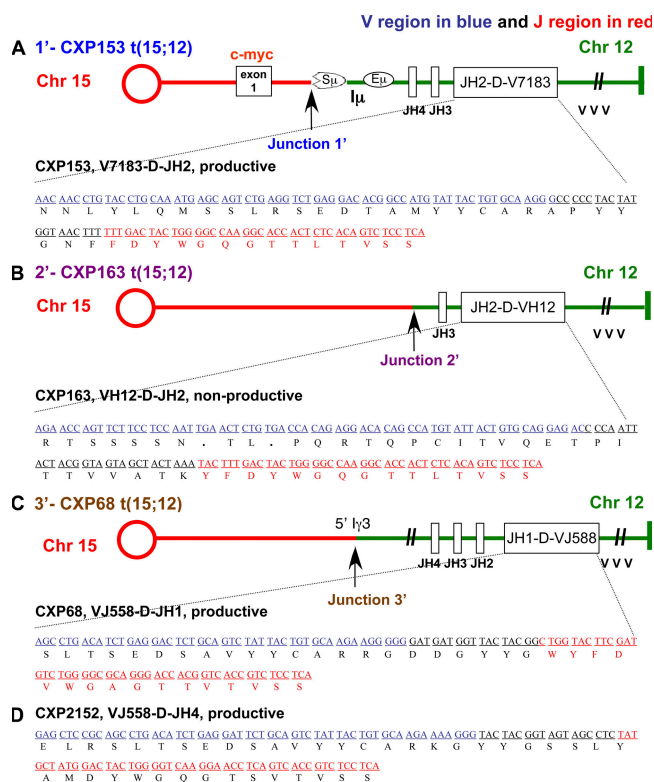 V region in blue and J region in red
A 1'- CXP153 t(15;12)
c-myc
Chr 12
Chr 15
exon 1
Sμ
Eμ
Iμ
JH4 JH3
JH2-D-V7183
//
V V V
Junction 1'
CXP153, V7183-D-JH2, productive
AAC AAC CTG TAC CTG CAA ATG AGC AGT CTG AGG TCT GAG GAC ACG GCC ATG TAT TAC TGT GCA AGG GCC CCC TAC TAT
N N L Y L Q M S S L R S E D T A M Y Y C A R A P Y Y
GGT AAC TTT TTT GAC TAC TGG GGC CAA GGC ACC ACT CTC ACA GTC TCC TCA
G N F F D Y W G Q G T T L T V S S
B 2'- CXP163 t(15;12)
Chr 12
Chr 15
JH3
JH2-D-VH12
//
V V V
Junction 2'
CXP163, VH12-D-JH2, non-productive
AGA ACC AGT TCT TCC TCC AAT TGA ACT CTG TGA CCA CAG AGG ACA CAG CCA TGT ATT ACT GTG CAG GAG ACC CCA ATT
R T S S S N . T L . P Q R T Q P C I T V Q E T P I
ACT ACG GTA GTA GCT ACT AAA TAC TTT GAC TAC TGG GGC CAA GGC ACC ACT CTC ACA GTC TCC TCA
T T V V A T K Y F D Y W G Q G T T L T V S S
C 3'- CXP68 t(15;12)
Chr 12
Chr 15
5' Iγ3
//
JH4 JH3 JH2
JH1-D-VJ588
//
V V V
Junction 3'
CXP68, VJ558-D-JH1, productive
AGC CTG ACA TCT GAG GAC TCT GCA GTC TAT TAC TGT GCA AGA AGG GGG GAT GAT GGT TAC TAC GGC TGG TAC TTC GAT
S L T S E D S A V Y Y C A R R G D D G Y Y G W Y F D
GTC TGG GGC GCA GGG ACC ACG GTC ACC GTC TCC TCA
V W G A G T T V T V S S
D CXP2152, VJ558-D-JH4, productive
GAG CTC CGC AGC CTG ACA TCT GAG GAT TCT GCA GTC TAT TAC TGT GCA AGA AAA GGG TAC TAC GGT AGT AGC CTC TAT
E L R S L T S E D S A V Y Y C A R K G Y Y G S S L Y
GCT ATG GAC TAC TGG GGT CAA GGA ACC TCA GTC ACC GTC TCC TCA
A M D Y W G Q G T S V T V S S